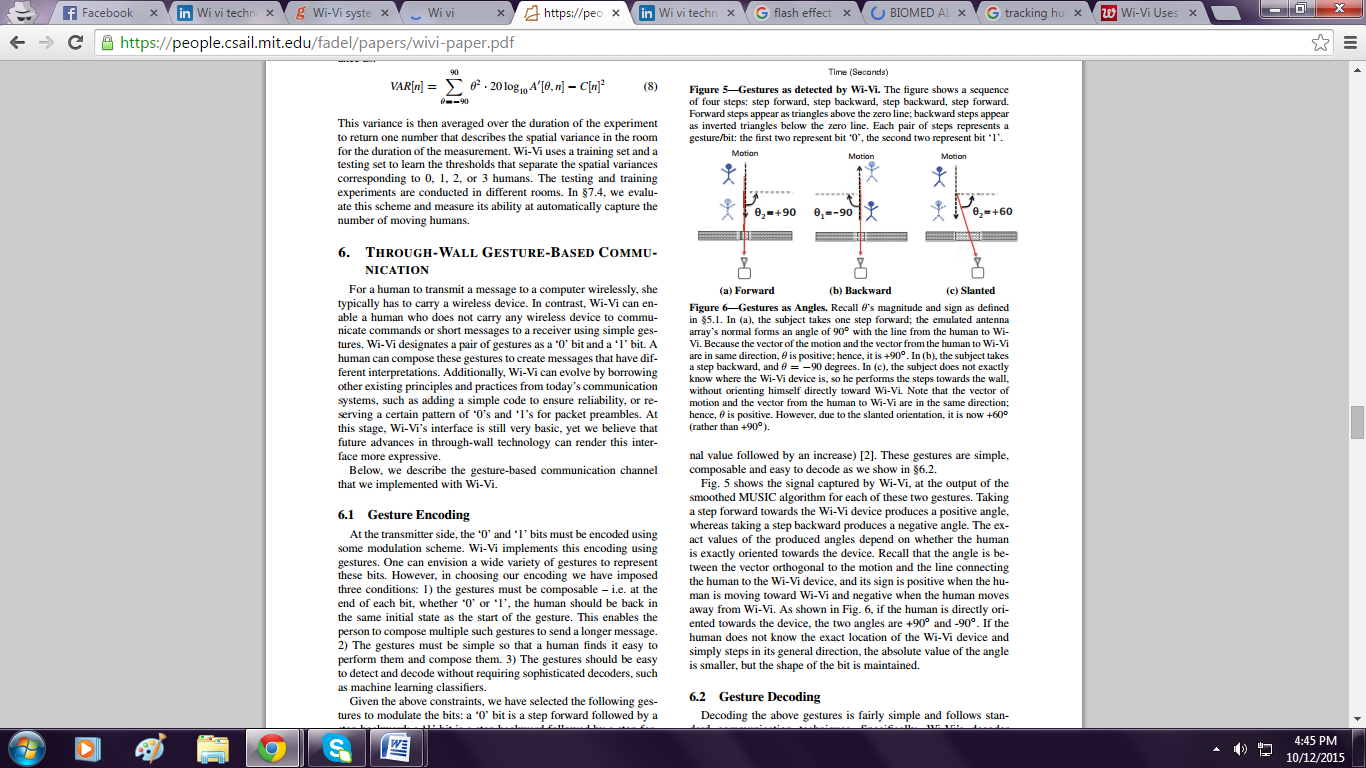 Facebook
Wi vi techn
Wi-Vi syste
Wi vi
https://peo
Wi vi techn
flash effect
BIOMED AL
tracking hu
Wi-Vi Uses
https://people.csail.mit.edu/fadel/papers/wivi-paper.pdf
VAR[n] = 90 ∑ θ=−90 θ² · 20 log₁₀ A′[θ, n] − C[n]² (8)
This variance is then averaged over the duration of the experiment
to return one number that describes the spatial variance in the room
for the duration of the measurement. Wi-Vi uses a training set and a
testing set to learn the thresholds that separate the spatial variances
corresponding to 0, 1, 2, or 3 humans. The testing and training
experiments are conducted in different rooms. In §7.4, we evalu-
ate this scheme and measure its ability at automatically capture the
number of moving humans.
6. THROUGH-WALL GESTURE-BASED COMMU-
NICATION
For a human to transmit a message to a computer wirelessly, she
typically has to carry a wireless device. In contrast, Wi-Vi can en-
able a human who does not carry any wireless device to commu-
nicate commands or short messages to a receiver using simple ges-
tures. Wi-Vi designates a pair of gestures as a ‘0’ bit and a ‘1’ bit. A
human can compose these gestures to create messages that have dif-
ferent interpretations. Additionally, Wi-Vi can evolve by borrowing
other existing principles and practices from today’s communication
systems, such as adding a simple code to ensure reliability, or re-
serving a certain pattern of ‘0’s and ‘1’s for packet preambles. At
this stage, Wi-Vi’s interface is still very basic, yet we believe that
future advances in through-wall technology can render this inter-
face more expressive.
Below, we describe the gesture-based communication channel
that we implemented with Wi-Vi.
6.1 Gesture Encoding
At the transmitter side, the ‘0’ and ‘1’ bits must be encoded using
some modulation scheme. Wi-Vi implements this encoding using
gestures. One can envision a wide variety of gestures to represent
these bits. However, in choosing our encoding we have imposed
three conditions: 1) the gestures must be composable – i.e. at the
end of each bit, whether ‘0’ or ‘1’, the human should be back in
the same initial state as the start of the gesture. This enables the
person to compose multiple such gestures to send a longer message.
2) The gestures must be simple so that a human finds it easy to
perform them and compose them. 3) The gestures should be easy
to detect and decode without requiring sophisticated decoders, such
as machine learning classifiers.
Given the above constraints, we have selected the following ges-
tures to modulate the bits: a ‘0’ bit is a step forward followed by a
Time (Seconds)
Figure 5—Gestures as detected by Wi-Vi. The figure shows a sequence
of four steps: step forward, step backward, step backward, step forward.
Forward steps appear as triangles above the zero line; backward steps appear
as inverted triangles below the zero line. Each pair of steps represents a
gesture/bit: the first two represent bit ‘0’, the second two represent bit ‘1’.
Motion Motion Motion
θ₂=+90 θ₁=-90 θ₂=+60
(a) Forward (b) Backward (c) Slanted
Figure 6—Gestures as Angles. Recall θ’s magnitude and sign as defined
in §5.1. In (a), the subject takes one step forward; the emulated antenna
array’s normal forms an angle of 90° with the line from the human to Wi-
Vi. Because the vector of the motion and the vector from the human to Wi-Vi
are in same direction, θ is positive; hence, it is +90°. In (b), the subject takes
a step backward, and θ = −90 degrees. In (c), the subject does not exactly
know where the Wi-Vi device is, so he performs the steps towards the wall,
without orienting himself directly toward Wi-Vi. Note that the vector of
motion and the vector from the human to Wi-Vi are in the same direction;
hence, θ is positive. However, due to the slanted orientation, it is now +60°
(rather than +90°).
nal value followed by an increase) [2]. These gestures are simple,
composable and easy to decode as we show in §6.2.
Fig. 5 shows the signal captured by Wi-Vi, at the output of the
smoothed MUSIC algorithm for each of these two gestures. Taking
a step forward towards the Wi-Vi device produces a positive angle,
whereas taking a step backward produces a negative angle. The ex-
act values of the produced angles depend on whether the human
is exactly oriented towards the device. Recall that the angle is be-
tween the vector orthogonal to the motion and the line connecting
the human to the Wi-Vi device, and its sign is positive when the hu-
man is moving toward Wi-Vi and negative when the human moves
away from Wi-Vi. As shown in Fig. 6, if the human is directly ori-
ented towards the device, the two angles are +90° and -90°. If the
human does not know the exact location of the Wi-Vi device and
simply steps in its general direction, the absolute value of the angle
is smaller, but the shape of the bit is maintained.
6.2 Gesture Decoding
Decoding the above gestures is fairly simple and follows stan-
4:45 PM
10/12/2015